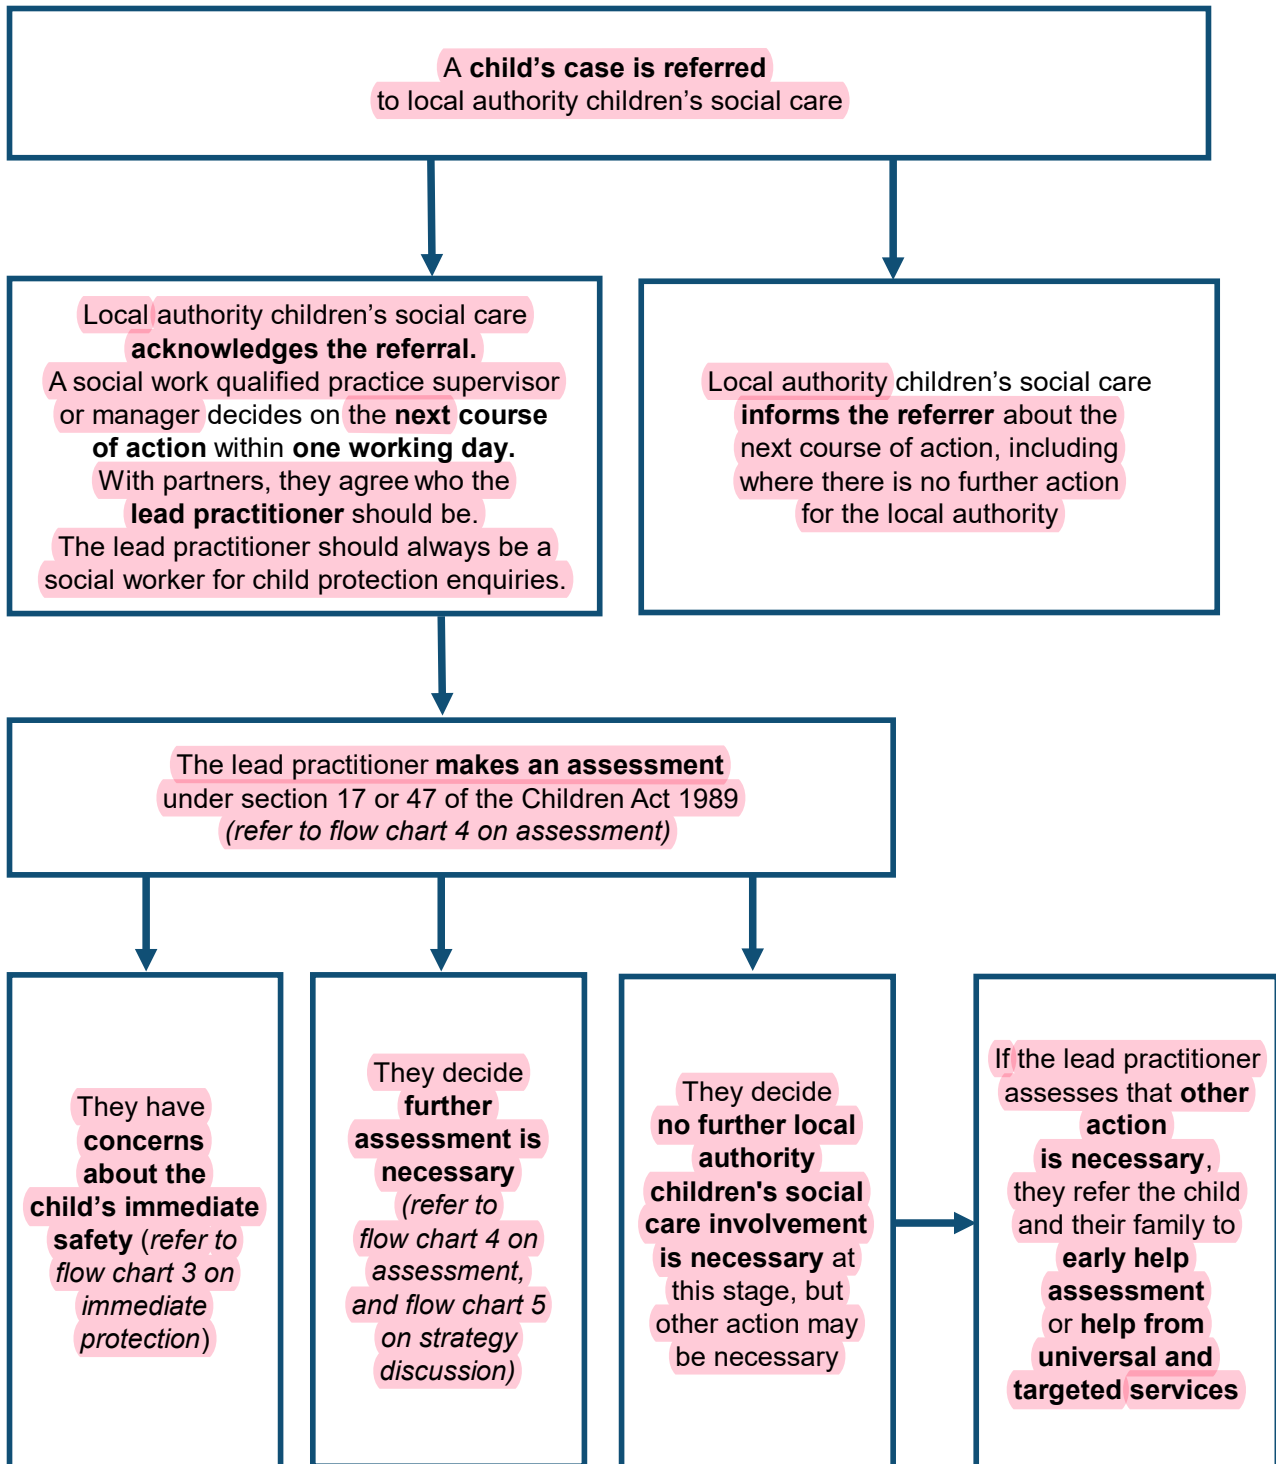 A child’s case is referred
to local authority children’s social care
Local authority children’s social care
acknowledges the referral.
A social work qualified practice supervisor
or manager decides on the next course
of action within one working day.
With partners, they agree who the
lead practitioner should be.
The lead practitioner should always be a
social worker for child protection enquiries.
Local authority children’s social care
informs the referrer about the
next course of action, including
where there is no further action
for the local authority
The lead practitioner makes an assessment
under section 17 or 47 of the Children Act 1989
(refer to flow chart 4 on assessment)
They have
concerns
about the
child’s immediate
safety (refer to
flow chart 3 on
immediate
protection)
They decide
further
assessment is
necessary
(refer to
flow chart 4 on
assessment,
and flow chart 5
on strategy
discussion)
They decide
no further local
authority
children's social
care involvement
is necessary at
this stage, but
other action may
be necessary
If the lead practitioner
assesses that other
action
is necessary,
they refer the child
and their family to
early help
assessment
or help from
universal and
targeted services